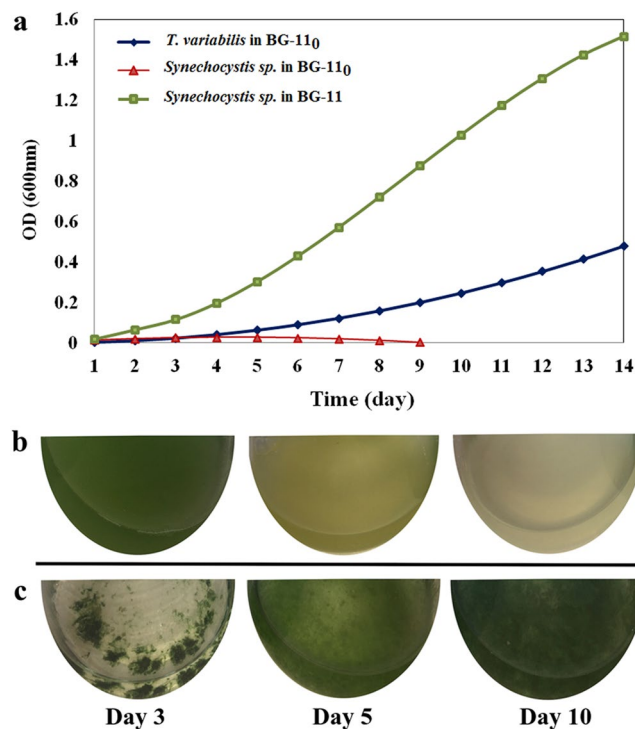 a
T. variabilis in BG-11₀
Synechocystis sp. in BG-11₀
Synechocystis sp. in BG-11
OD (600nm)
1.6
1.4
1.2
1
0.8
0.6
0.4
0.2
0
1 2 3 4 5 6 7 8 9 10 11 12 13 14
Time (day)
b
c
Day 3 Day 5 Day 10